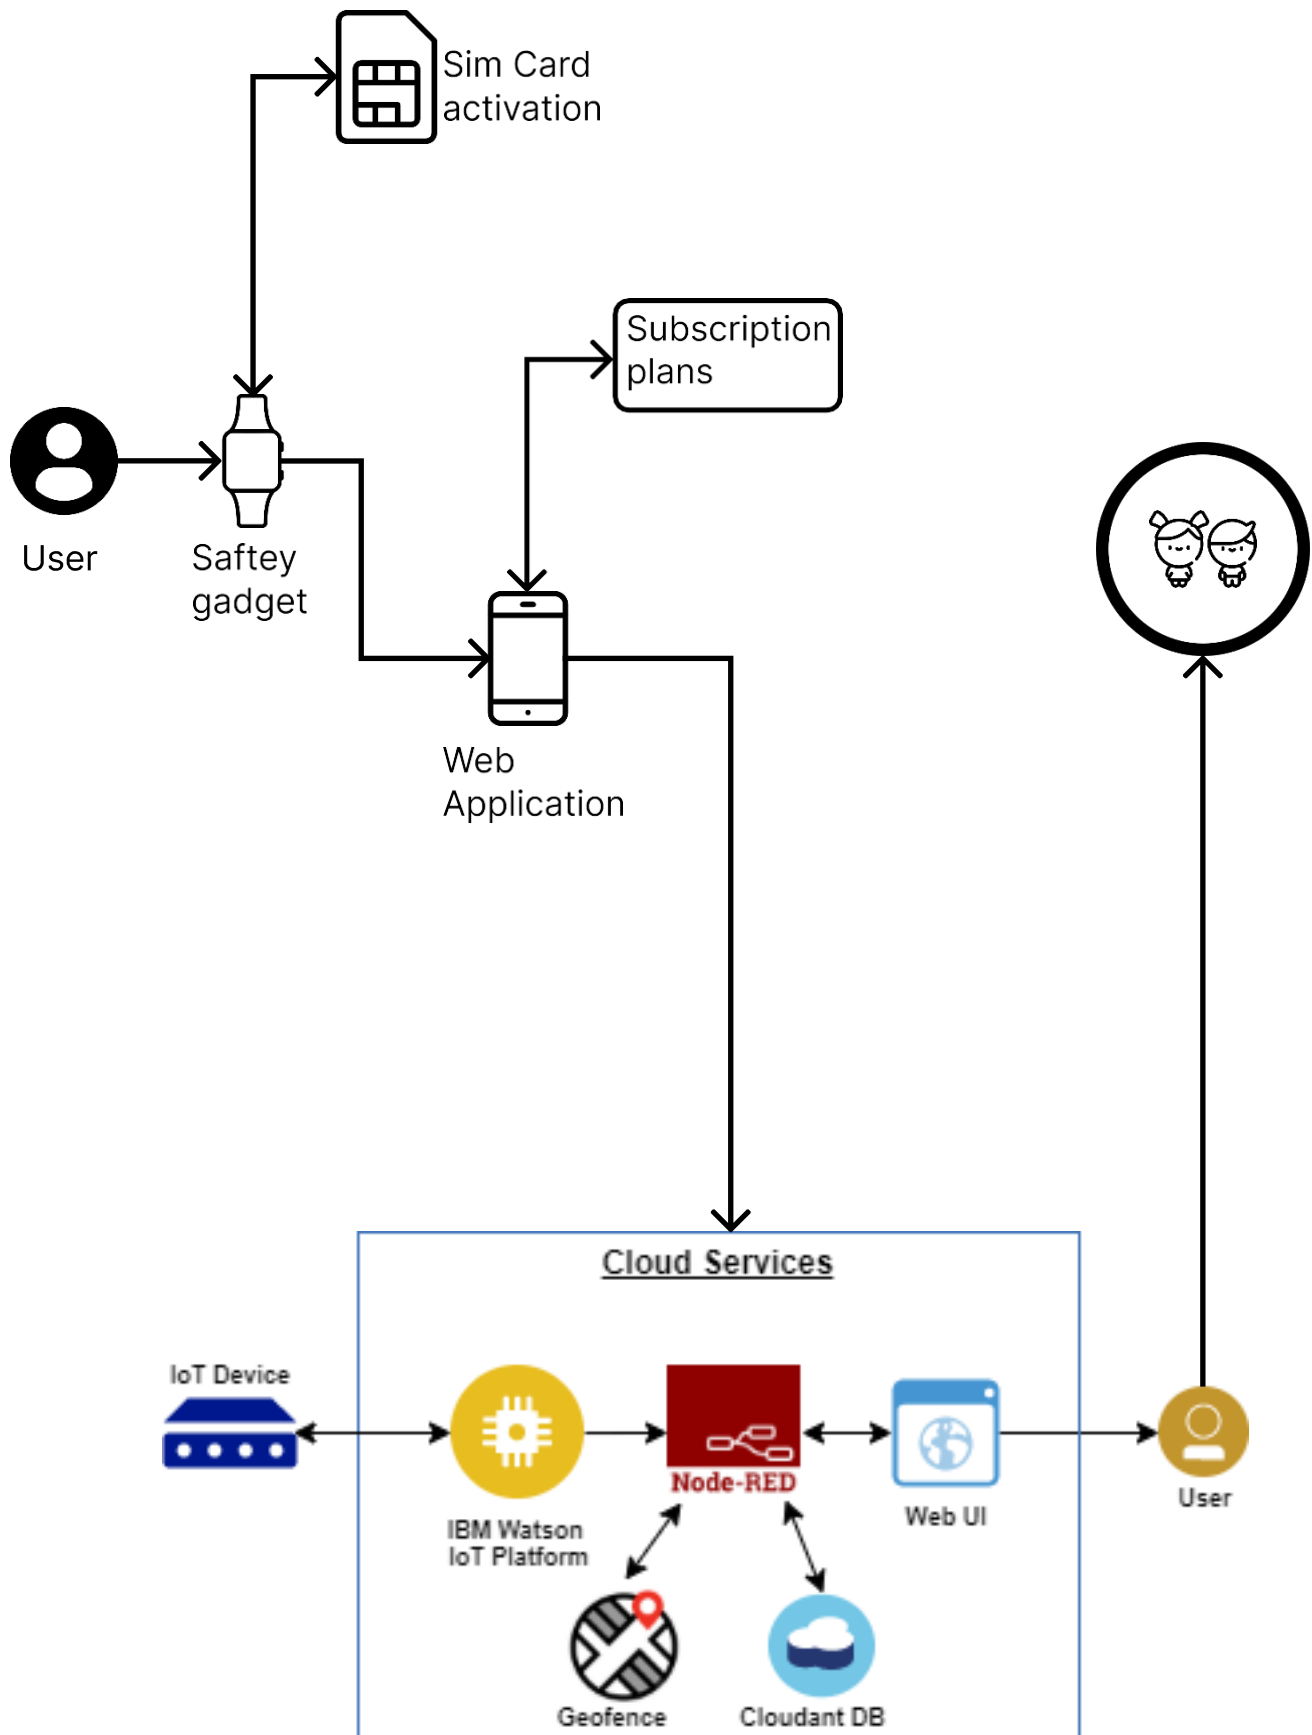 Sim Card
activation
Subscription
plans
User
Saftey
gadget
Web
Application
Cloud Services
IoT Device
Node-RED
IBM Watson
IoT Platform
Web UI
User
Geofence
Cloudant DB